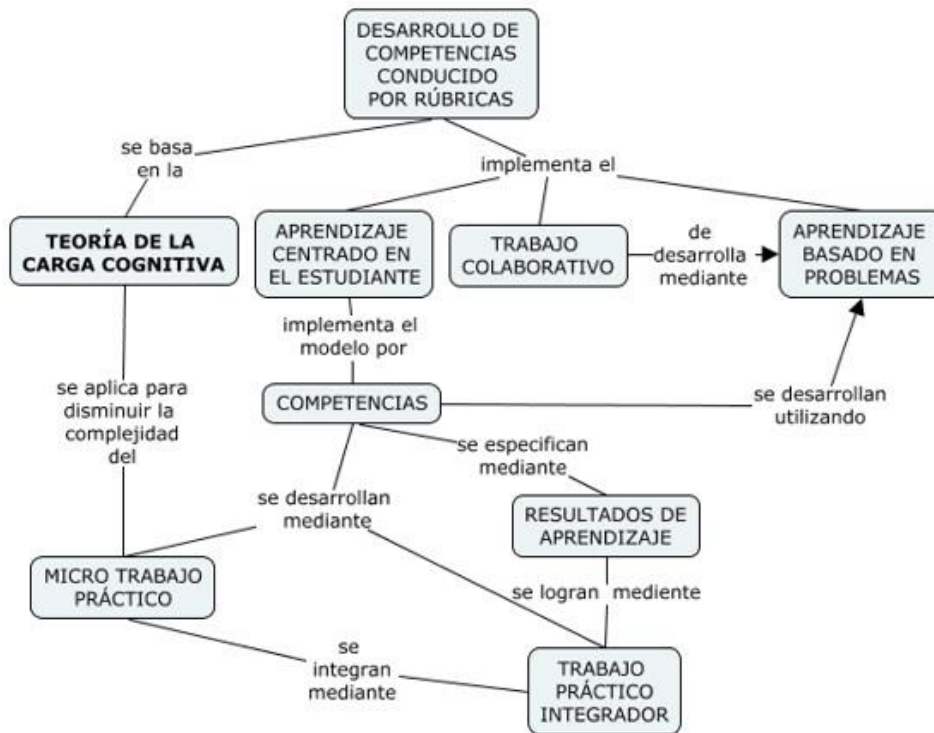 DESARROLLO DE
COMPETENCIAS
CONDUCIDO
POR RÚBRICAS
se basa
en la
implementa el
TEORÍA DE LA
CARGA COGNITIVA
APRENDIZAJE
CENTRADO EN
EL ESTUDIANTE
TRABAJO
COLABORATIVO
de
desarrolla
mediante
APRENDIZAJE
BASADO EN
PROBLEMAS
implementa el
modelo por
se aplica para
disminuir la
complejidad
del
COMPETENCIAS
se desarrollan
utilizando
se especifican
mediante
se desarrollan
mediante
RESULTADOS DE
APRENDIZAJE
MICRO TRABAJO
PRÁCTICO
se logran mediente
se
integran
mediante
TRABAJO
PRÁCTICO
INTEGRADOR